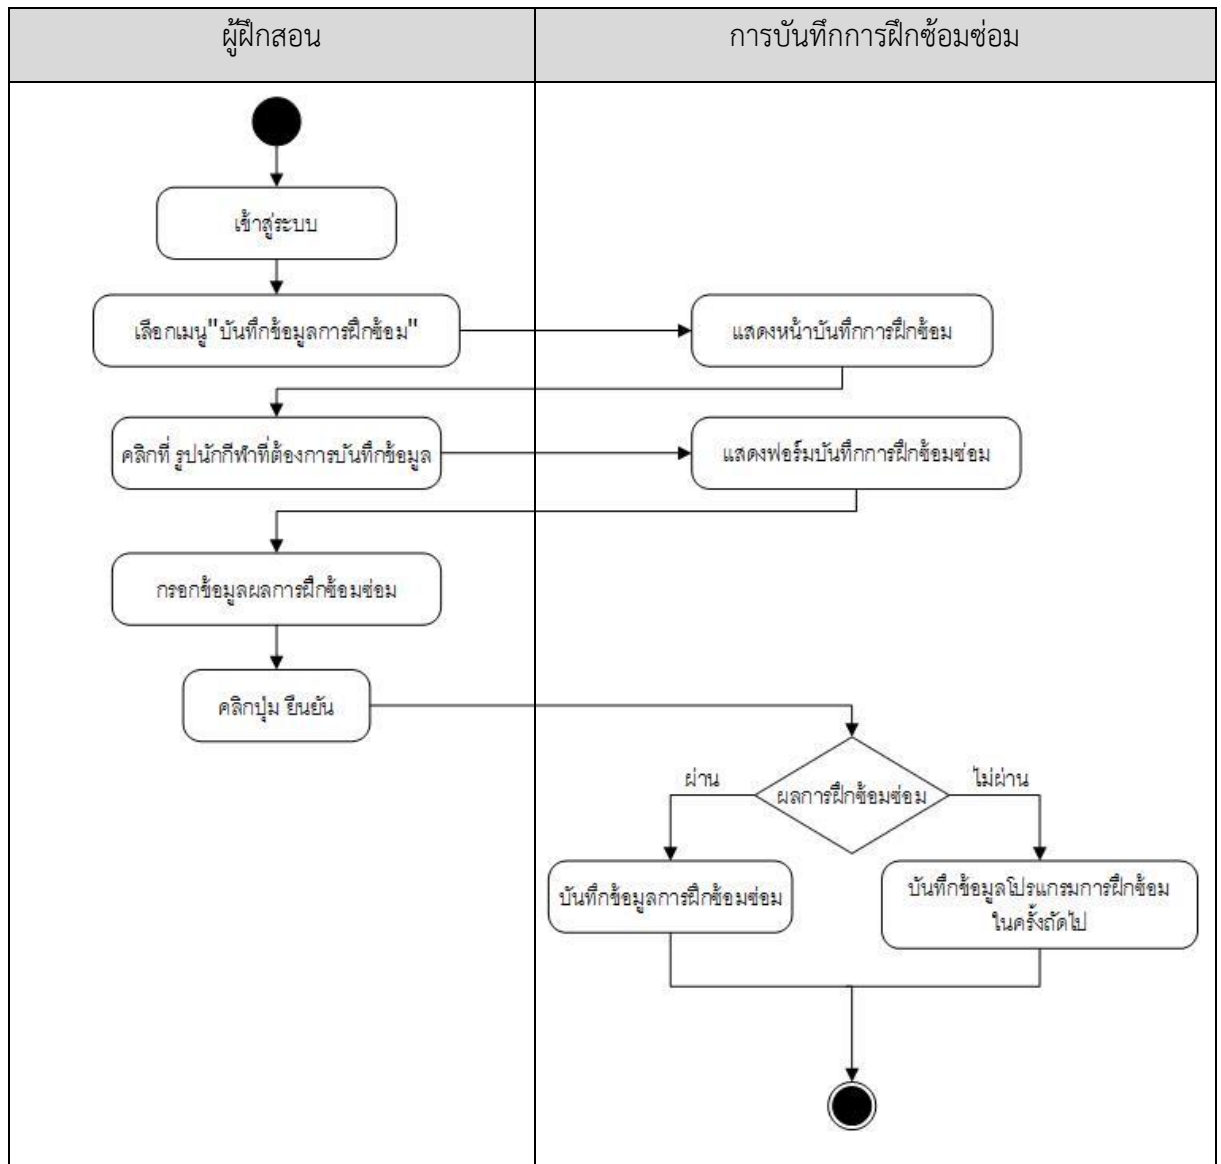 ผู้ฝึกสอน
การบันทึกการฝึกซ้อมซ่อม
เข้าสู่ระบบ
เลือกเมนู"บันทึกข้อมูลการฝึกซ้อม"
แสดงหน้าบันทึกการฝึกซ้อม
คลิกที่ รูปนักกีฬาที่ต้องการบันทึกข้อมูล
แสดงฟอร์มบันทึกการฝึกซ้อมซ่อม
กรอกข้อมูลผลการฝึกซ้อมซ่อม
คลิกปุ่ม ยืนยัน
ผ่าน
ผลการฝึกซ้อมซ่อม
ไม่ผ่าน
บันทึกข้อมูลการฝึกซ้อมซ่อม
บันทึกข้อมูลโปรแกรมการฝึกซ้อม
ในครั้งถัดไป